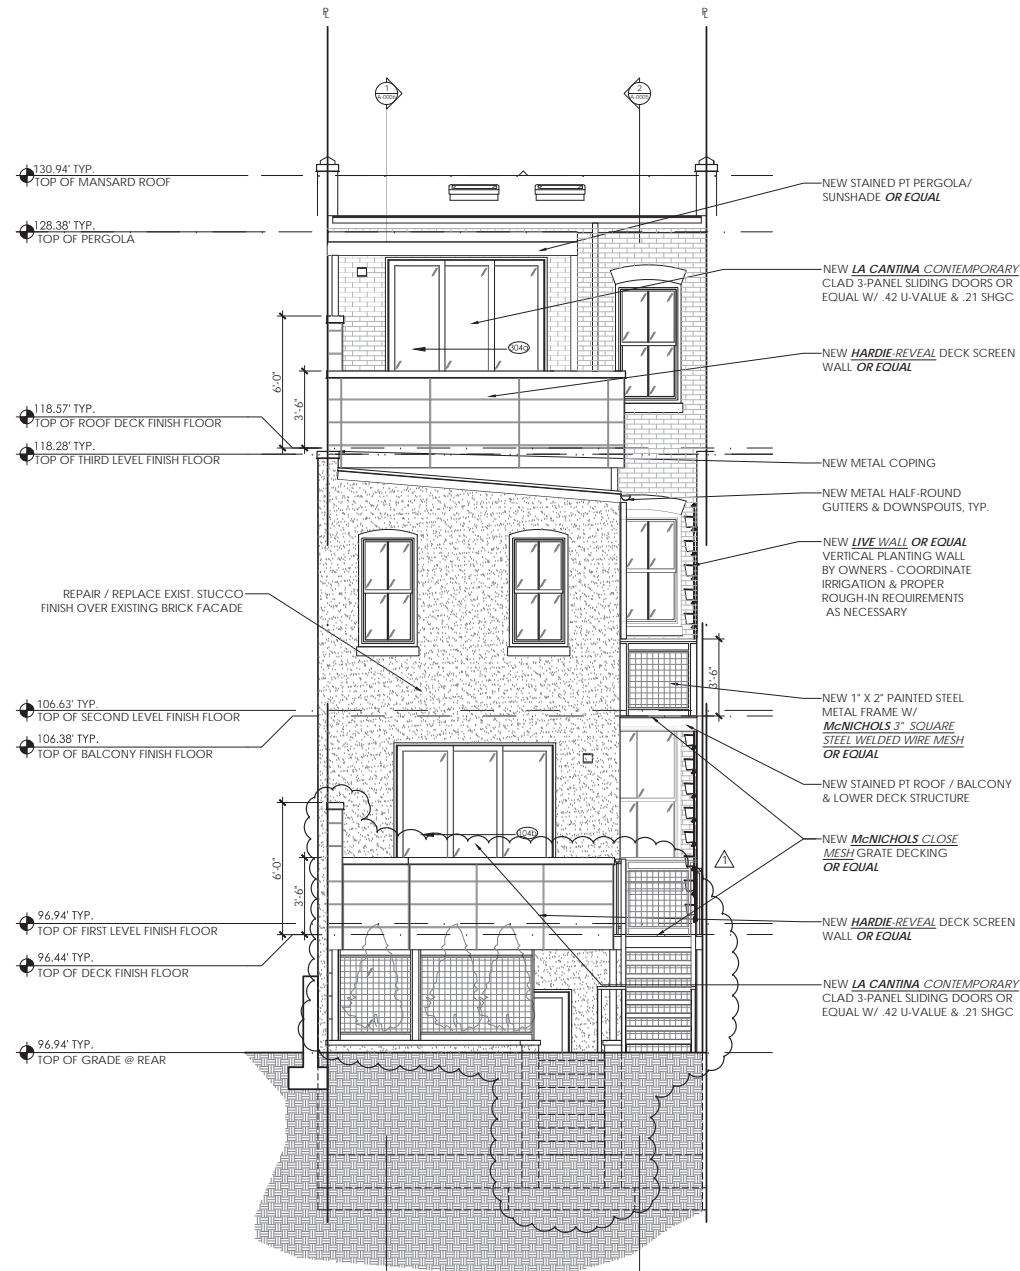 PL
PL
1
A-0006
2
A-0005
130.94' TYP.
TOP OF MANSARD ROOF
128.38' TYP.
TOP OF PERGOLA
118.57' TYP.
TOP OF ROOF DECK FINISH FLOOR
118.28' TYP.
TOP OF THIRD LEVEL FINISH FLOOR
REPAIR / REPLACE EXIST. STUCCO
FINISH OVER EXISTING BRICK FACADE
106.63' TYP.
TOP OF SECOND LEVEL FINISH FLOOR
106.38' TYP.
TOP OF BALCONY FINISH FLOOR
96.94' TYP.
TOP OF FIRST LEVEL FINISH FLOOR
96.44' TYP.
TOP OF DECK FINISH FLOOR
96.94' TYP.
TOP OF GRADE @ REAR
6'-0"
3'-6"
304a
3'-6"
104b
6'-0"
3'-6"
1
NEW STAINED PT PERGOLA/
SUNSHADE OR EQUAL
NEW LA CANTINA CONTEMPORARY
CLAD 3-PANEL SLIDING DOORS OR
EQUAL W/ .42 U-VALUE & .21 SHGC
NEW HARDIE-REVEAL DECK SCREEN
WALL OR EQUAL
NEW METAL COPING
NEW METAL HALF-ROUND
GUTTERS & DOWNSPOUTS, TYP.
NEW LIVE WALL OR EQUAL
VERTICAL PLANTING WALL
BY OWNERS - COORDINATE
IRRIGATION & PROPER
ROUGH-IN REQUIREMENTS
AS NECESSARY
NEW 1" X 2" PAINTED STEEL
METAL FRAME W/
McNICHOLS 3" SQUARE
STEEL WELDED WIRE MESH
OR EQUAL
NEW STAINED PT ROOF / BALCONY
& LOWER DECK STRUCTURE
NEW McNICHOLS CLOSE
MESH GRATE DECKING
OR EQUAL
NEW HARDIE-REVEAL DECK SCREEN
WALL OR EQUAL
NEW LA CANTINA CONTEMPORARY
CLAD 3-PANEL SLIDING DOORS OR
EQUAL W/ .42 U-VALUE & .21 SHGC